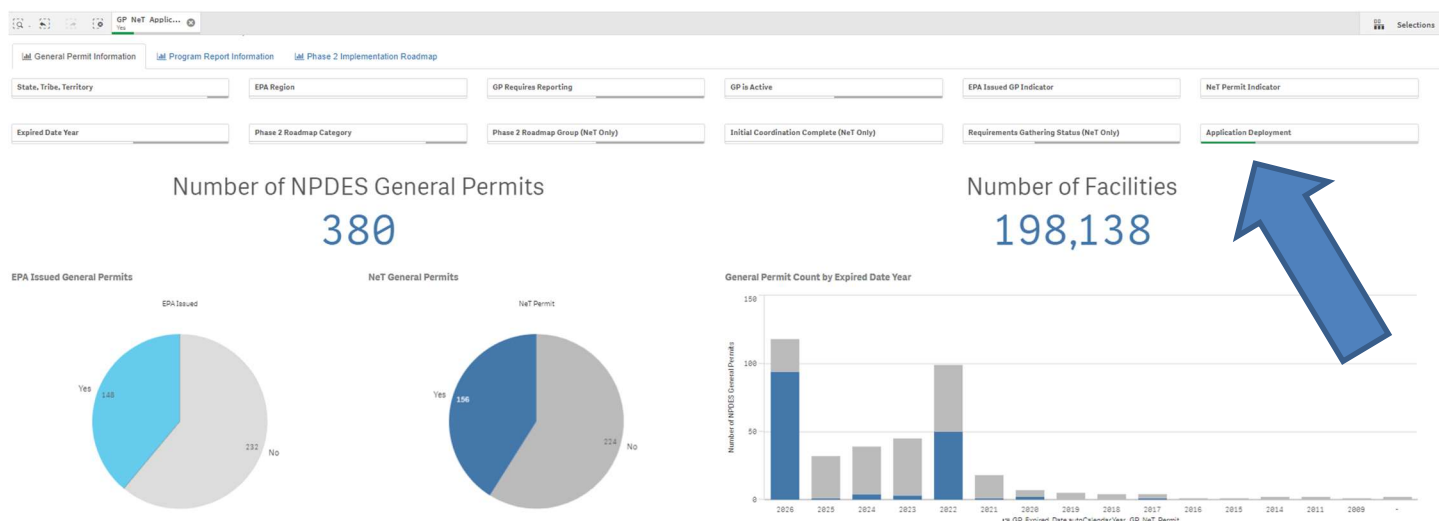 GP NeT Applic...
Yes
Selections
General Permit Information
Program Report Information
Phase 2 Implementation Roadmap
State, Tribe, Territory
EPA Region
GP Requires Reporting
GP is Active
EPA Issued GP Indicator
NeT Permit Indicator
Expired Date Year
Phase 2 Roadmap Category
Phase 2 Roadmap Group (NeT Only)
Initial Coordination Complete (NeT Only)
Requirements Gathering Status (NeT Only)
Application Deployment
Number of NPDES General Permits
380
Number of Facilities
198,138
EPA Issued General Permits
EPA Issued
Yes
148
232
No
NeT General Permits
NeT Permit
Yes
156
224
No
General Permit Count by Expired Date Year
Number of NPDES General Permits
150
100
50
0
2026 2025 2024 2023 2022 2021 2020 2019 2018 2017 2016 2015 2014 2011 2009 -
GP_Expired_Date.autoCalendar.Year, GP_NeT_Permit